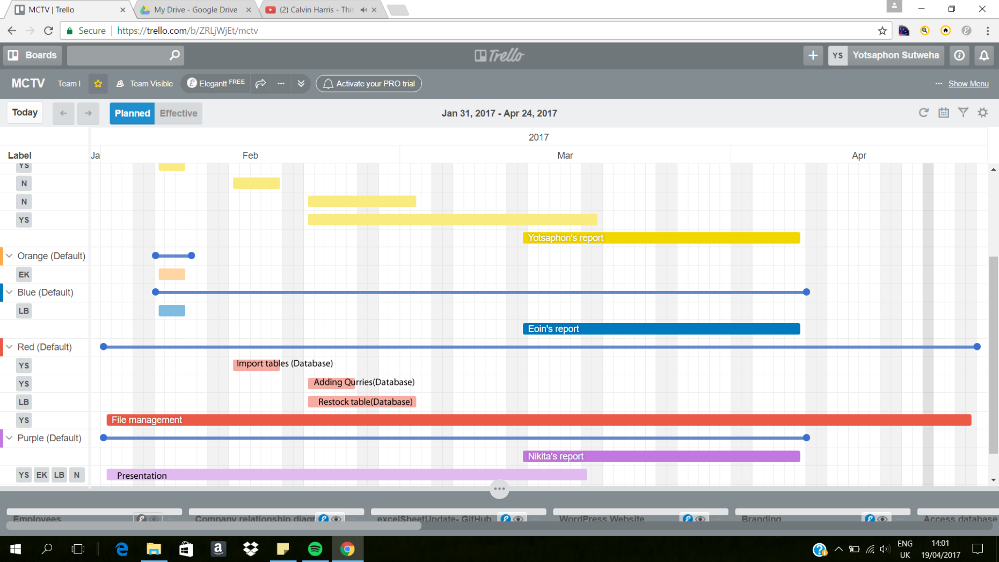 MCTV | Trello
My Drive - Google Drive
(2) Calvin Harris - This
Secure
https://trello.com/b/ZRLjWjEt/mctv
Boards
Trello
YS Yotsaphon Sutweha
MCTV Team I Team Visible Elegantt FREE Activate your PRO trial Show Menu
Today Planned Effective Jan 31, 2017 - Apr 24, 2017
2017
Label Ja Feb Mar Apr
YS
N
N
YS
Yotsaphon's report
Orange (Default)
EK
Blue (Default)
LB
Eoin's report
Red (Default)
YS Import tables (Database)
YS Adding Qurries(Database)
LB Restock table(Database)
YS File management
Purple (Default)
Nikita's report
YS EK LB N Presentation
Employees Company relationship diagr excelSheetUpdate- GitHub WordPress Website Branding Access database
ENG 14:01
UK 19/04/2017